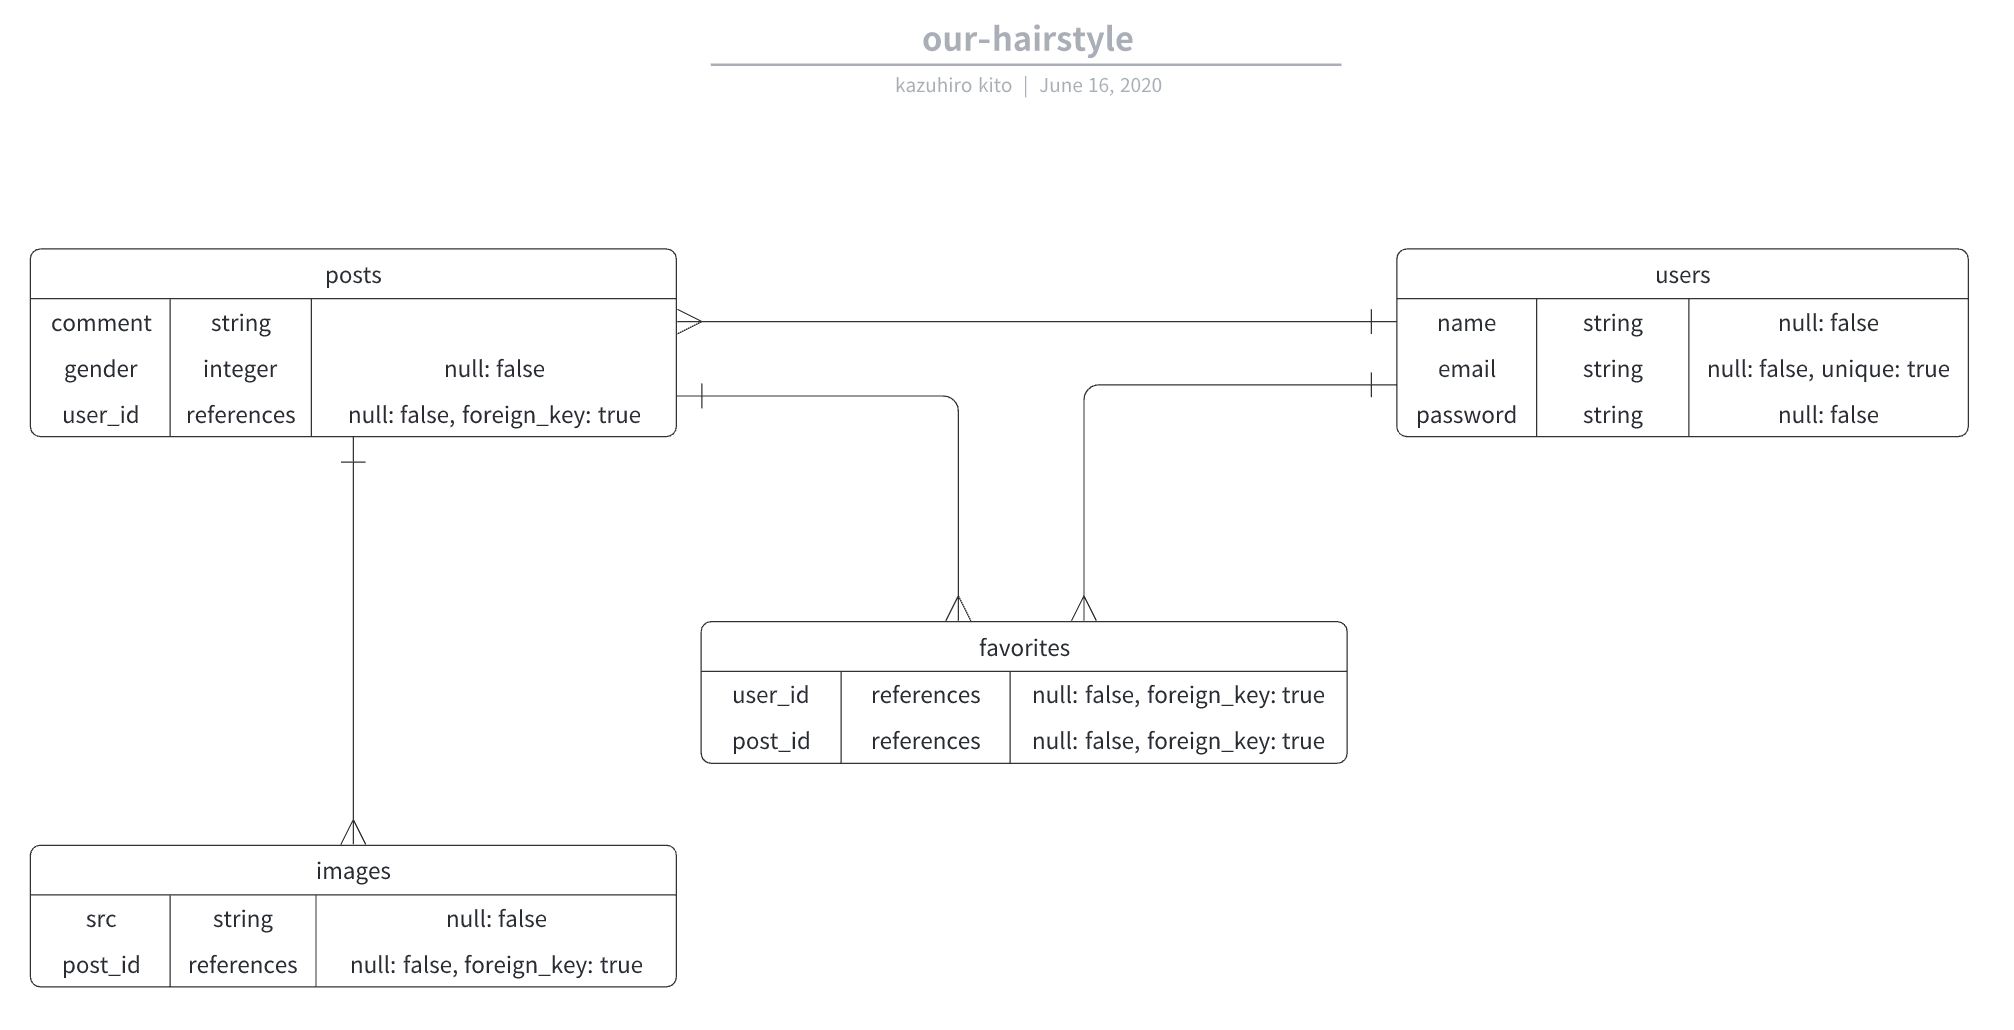 our-hairstyle
kazuhiro kito | June 16, 2020
posts
comment string
gender integer null: false
user_id references null: false, foreign_key: true
users
name string null: false
email string null: false, unique: true
password string null: false
favorites
user_id references null: false, foreign_key: true
post_id references null: false, foreign_key: true
images
src string null: false
post_id references null: false, foreign_key: true